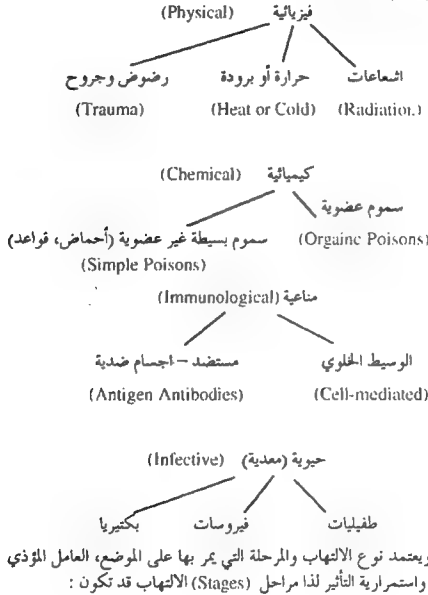 فيزيائية (Physical)
اشعاعات حرارة أو برودة رضوض وجروح
(Radiation) (Heat or Cold) (Trauma)
كيميائية (Chemical)
سموم عضوية
(Orgainc Poisons) سموم بسيطة غير عضوية (أحماض، قواعد)
(Simple Poisons)
مناعية (Immunological)
الوسيط الخلوي مستضد – اجسام ضدية
(Cell-mediated) (Antigen Antibodies)
حيوية (معدية) (Infective)
طفيليات فيروسات بكتيريا
ويعتمد نوع الالتهاب والمرحلة التي يمر بها على الموضع، العامل المؤذي
واستمرارية التأثير لذا مراحل (Stages) الالتهاب قد تكون :